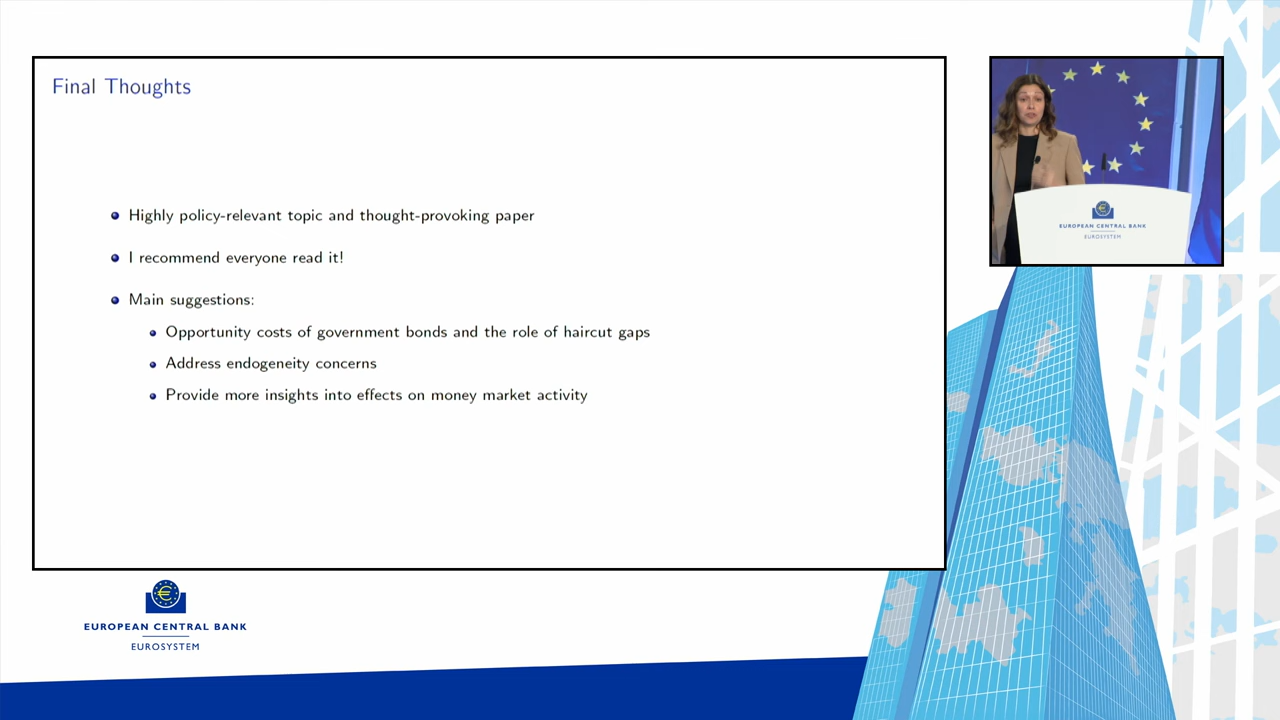 Final Thoughts
Highly policy-relevant topic and thought-provoking paper
I recommend everyone read it!
Main suggestions:
Opportunity costs of government bonds and the role of haircut gaps
Address endogeneity concerns
Provide more insights into effects on money market activity
EUROPEAN CENTRAL BANK
EUROSYSTEM
EUROPEAN CENTRAL BANK
EUROSYSTEM